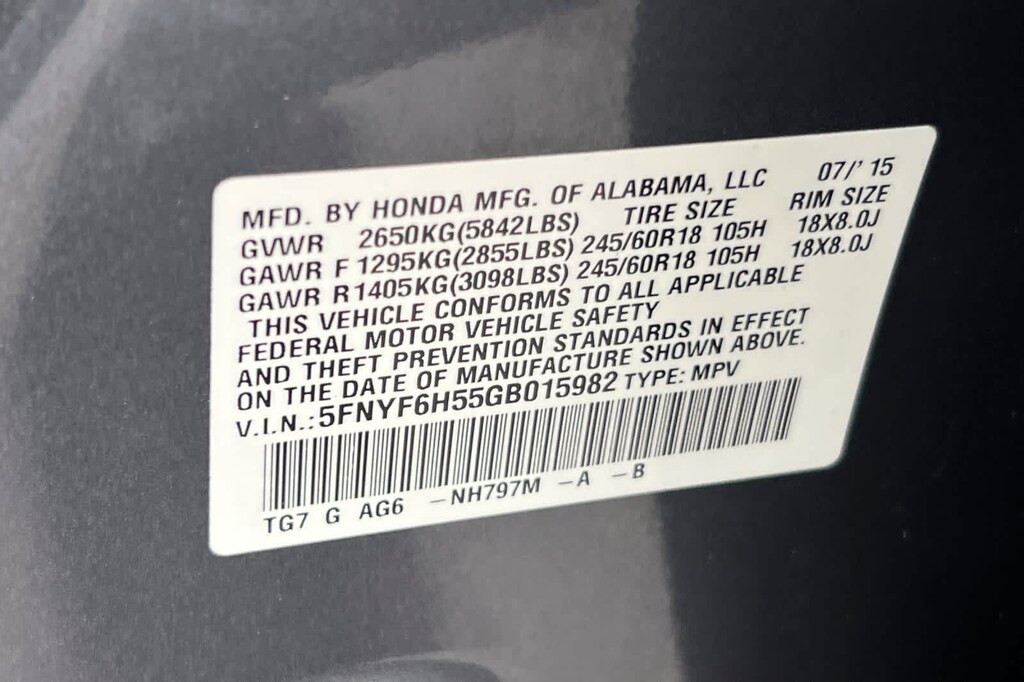 MFD. BY HONDA MFG. OF ALABAMA, LLC 07/' 15
GVWR 2650KG(5842LBS) TIRE SIZE RIM SIZE
GAWR F 1295KG(2855LBS) 245/60R18 105H 18X8.0J
GAWR R1405KG(3098LBS) 245/60R18 105H 18X8.0J
THIS VEHICLE CONFORMS TO ALL APPLICABLE
FEDERAL MOTOR VEHICLE SAFETY
AND THEFT PREVENTION STANDARDS IN EFFECT
ON THE DATE OF MANUFACTURE SHOWN ABOVE.
V.I.N.:5FNYF6H55GB015982 TYPE: MPV
TG7 G AG6 -NH797M -A -B